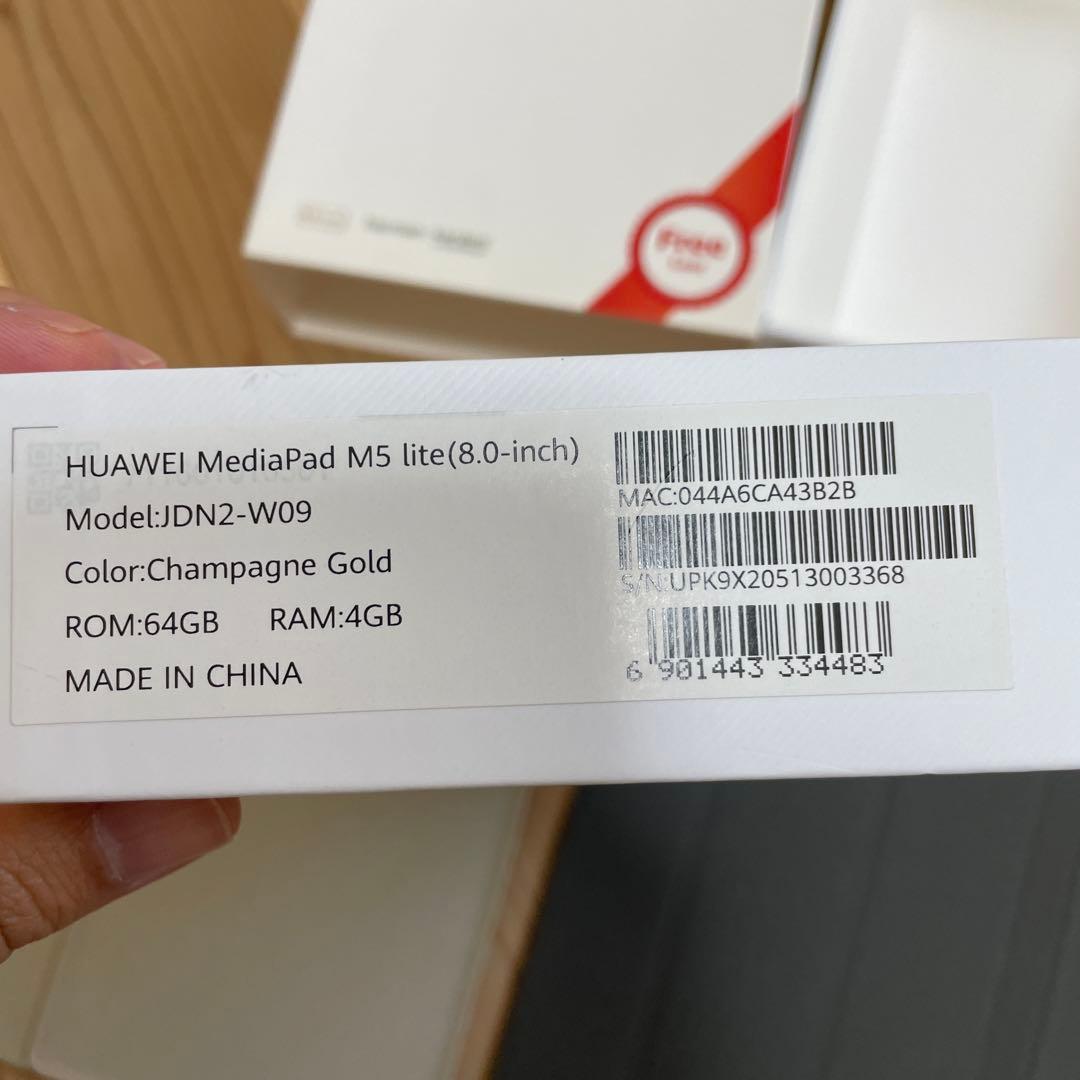 Free
HUAWEI MediaPad M5 lite(8.0-inch)
Model:JDN2-W09
Color:Champagne Gold
ROM:64GB RAM:4GB
MADE IN CHINA
MAC:044A6CA43B2B
S/N:UPK9X20513003368
6 901443 334483